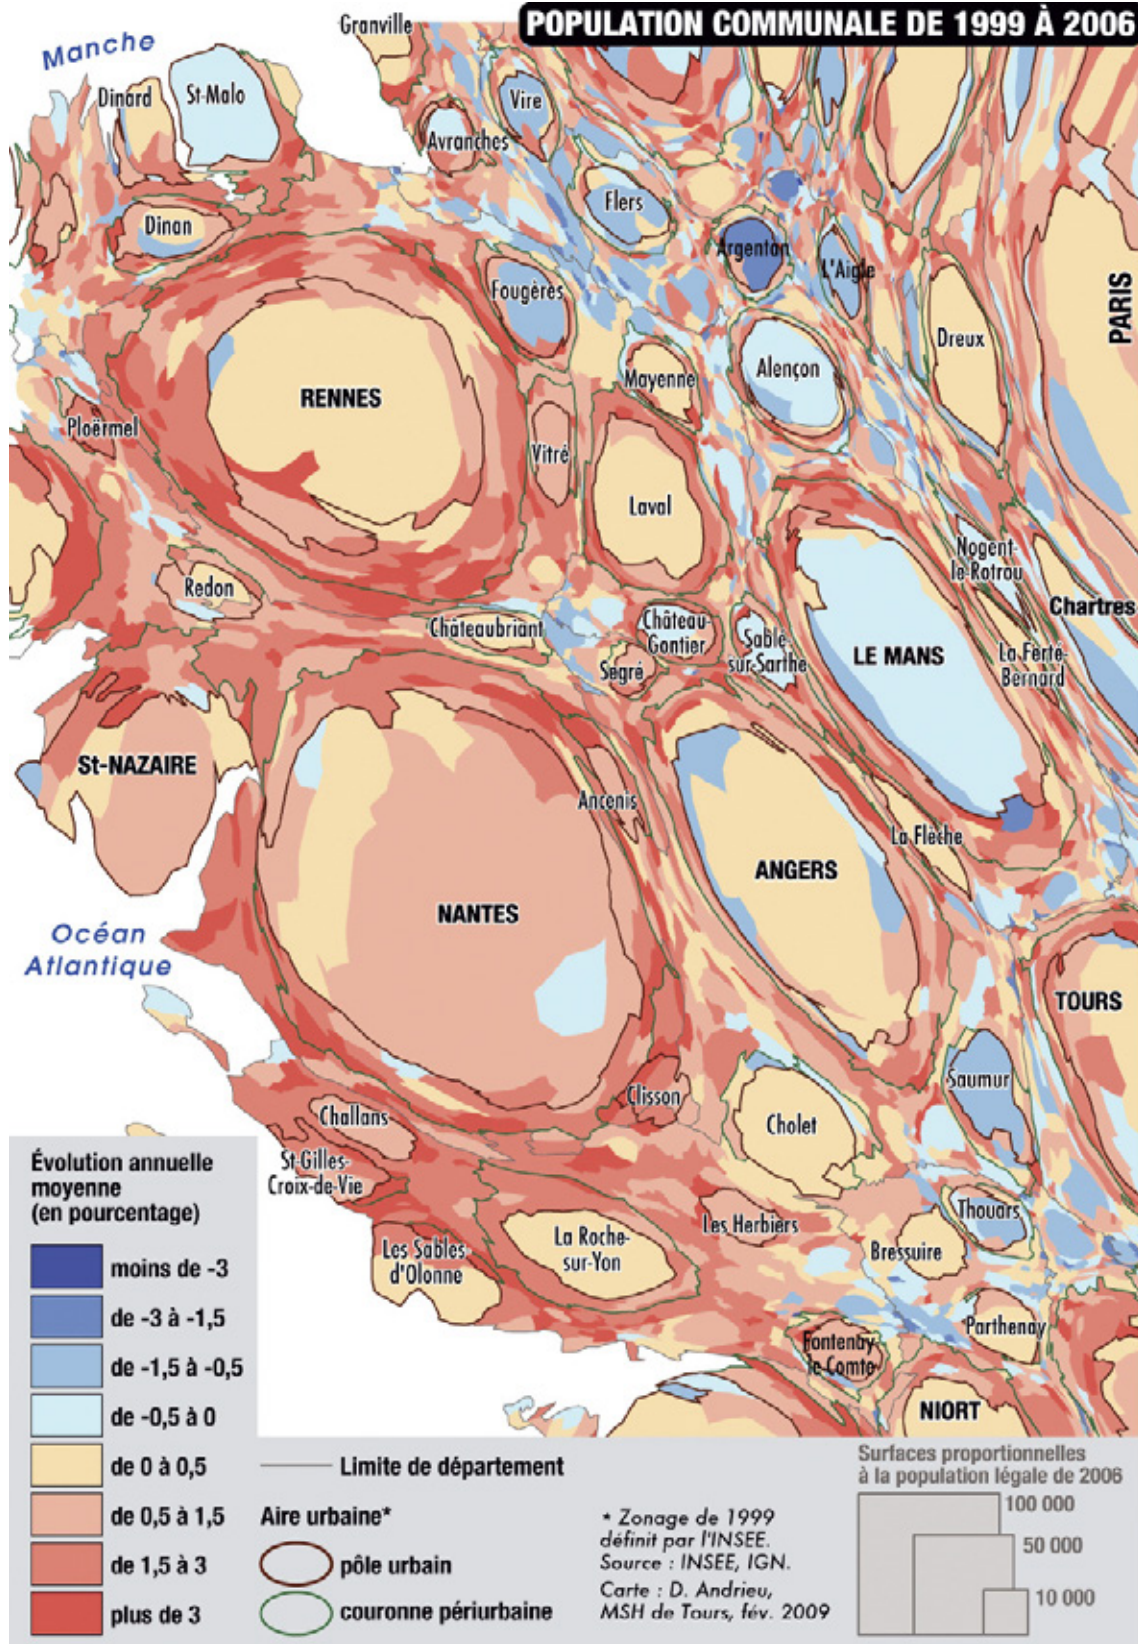 POPULATION COMMUNALE DE 1999 À 2006
Granville
Manche
Dinard
St-Malo
Vire
Avranches
Flers
Dinan
Argentan
L'Aigle
Fougères
PARIS
Dreux
Alençon
Mayenne
RENNES
Ploërmel
Vitré
Laval
Nogent-
le-Rotrou
Redon
Chartres
Châteaubriant
Château-
Gontier
Sablé-
sur-Sarthe
LE MANS
La Ferté-
Bernard
Segré
St-NAZAIRE
Ancenis
La Flèche
ANGERS
NANTES
Océan
Atlantique
TOURS
Saumur
Clisson
Challans
Cholet
St-Gilles-
Croix-de-Vie
Les Herbiers
Thouars
La Roche-
sur-Yon
Bressuire
Les Sables-
d'Olonne
Parthenay
Fontenay-
le-Comte
NIORT
Évolution annuelle
moyenne
(en pourcentage)
moins de -3
de -3 à -1,5
de -1,5 à -0,5
de -0,5 à 0
de 0 à 0,5
de 0,5 à 1,5
de 1,5 à 3
plus de 3
Limite de département
Aire urbaine*
pôle urbain
couronne périurbaine
* Zonage de 1999
définit par l'INSEE.
Source : INSEE, IGN.
Carte : D. Andrieu,
MSH de Tours, fév. 2009
Surfaces proportionnelles
à la population légale de 2006
100 000
50 000
10 000